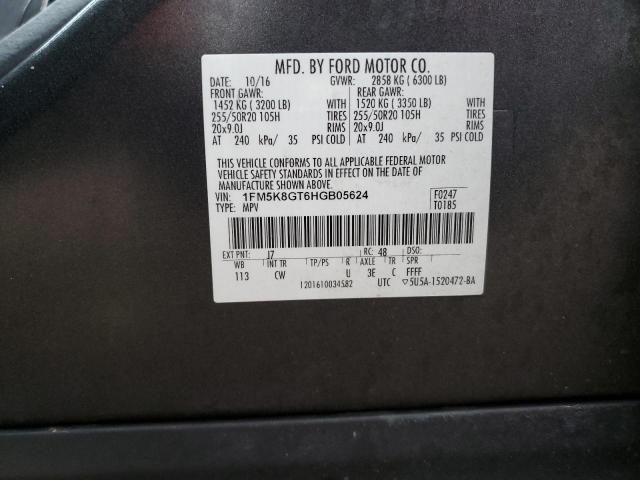 MFD. BY FORD MOTOR CO.
DATE: 10/16 GVWR: 2858 KG ( 6300 LB)
FRONT GAWR: REAR GAWR:
1452 KG ( 3200 LB) WITH 1520 KG ( 3350 LB) WITH
255/50R20 105H TIRES 255/50R20 105H TIRES
20x9.0J RIMS 20x9.0J RIMS
AT 240 kPa/ 35 PSI COLD AT 240 kPa/ 35 PSI COLD
THIS VEHICLE CONFORMS TO ALL APPLICABLE FEDERAL MOTOR
VEHICLE SAFETY STANDARDS IN EFFECT ON THE DATE OF
MANUFACTURE SHOWN ABOVE.
VIN: 1FM5K8GT6HGB05624 F0247
TYPE: MPV T0185
EXT PNT: J7 RC: 48 DSO:
WB INT TR TP/PS R AXLE TR SPR
113 CW U 3E C FFFF
1201610034582 UTC ▽5U5A-1520472-BA